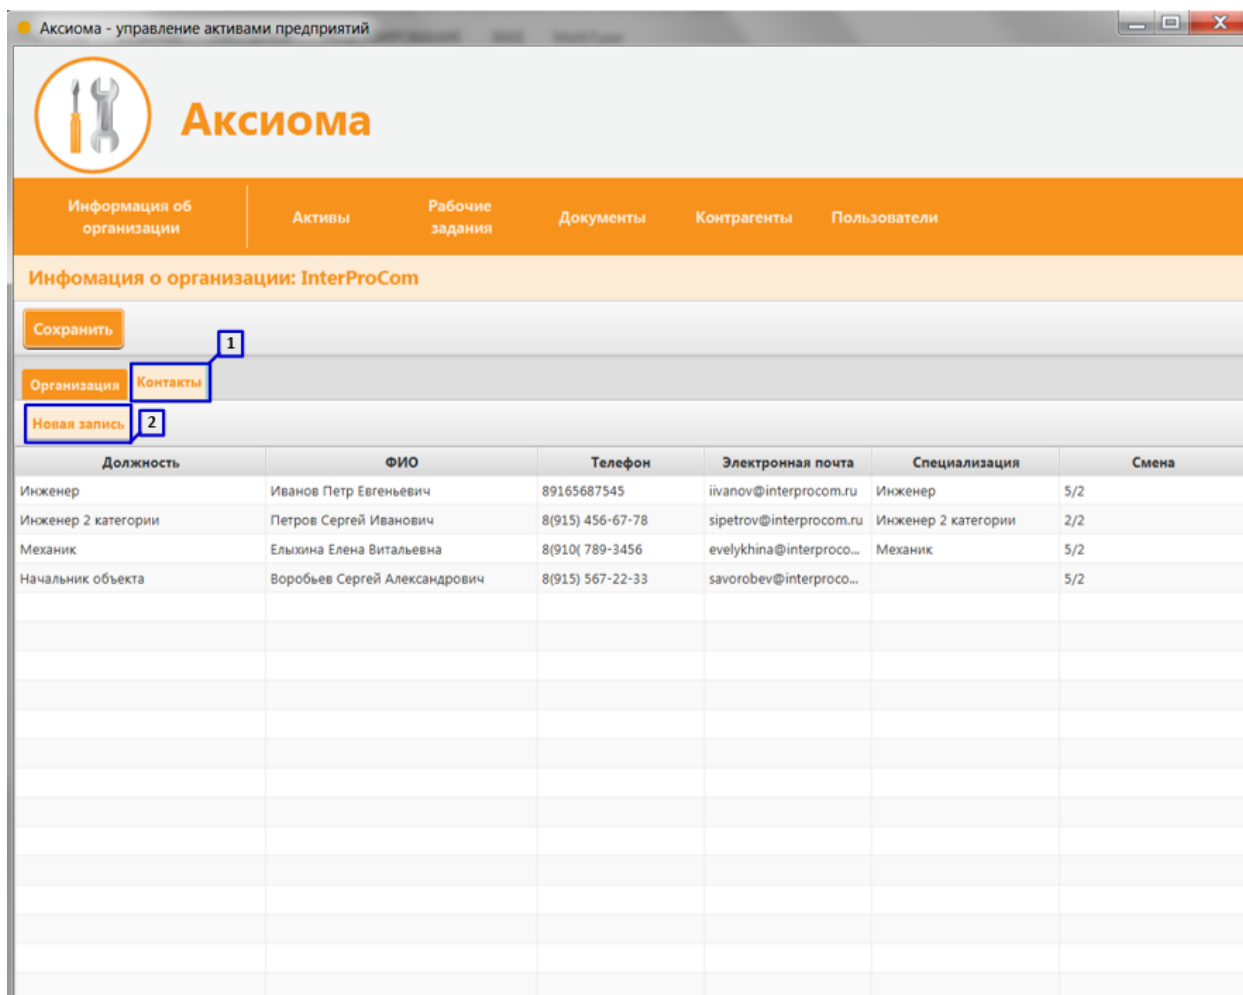 Аксиома - управление активами предприятий
Аксиома
Информация об организации
Активы
Рабочие задания
Документы
Контрагенты
Пользователи
Инфомация о организации: InterProCom
Сохранить
1
Организация Контакты
Новая запись 2
Должность ФИО Телефон Электронная почта Специализация Смена
Инженер Иванов Петр Евгеньевич 89165687545 iivanov@interprocom.ru Инженер 5/2
Инженер 2 категории Петров Сергей Иванович 8(915) 456-67-78 sipetrov@interprocom.ru Инженер 2 категории 2/2
Механик Елыхина Елена Витальевна 8(910( 789-3456 evelykhina@interproco... Механик 5/2
Начальник объекта Воробьев Сергей Александрович 8(915) 567-22-33 savorobev@interproco... 5/2